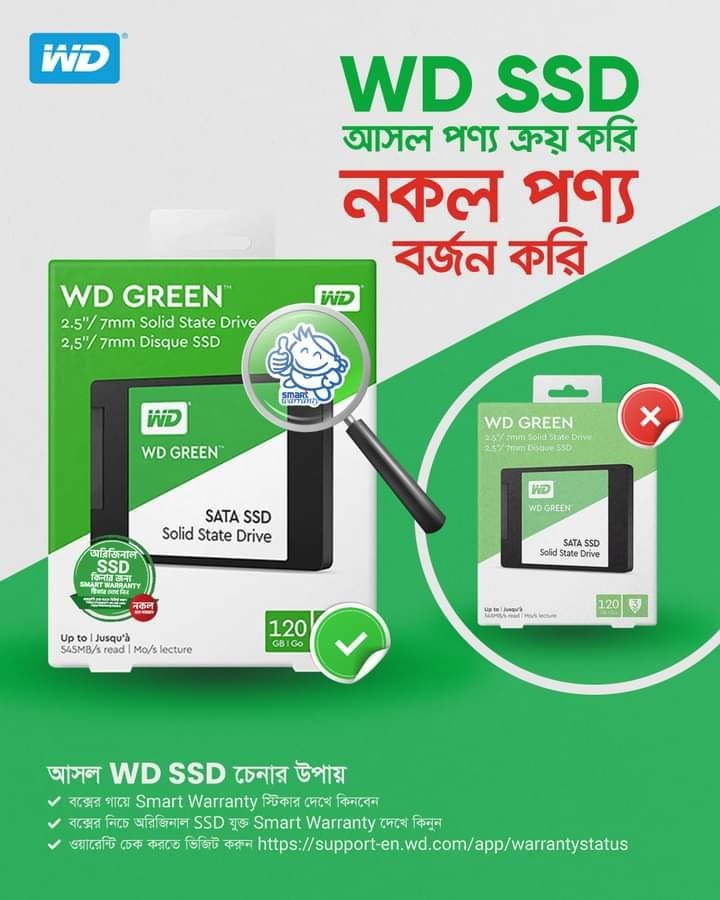 WD
WD SSD
আসল পণ্য ক্রয় করি
নকল পণ্য
বর্জন করি
WD GREEN™
WD
2.5"/ 7mm Solid State Drive
2,5"/ 7mm Disque SSD
smart
warranty
WD
WD GREEN™
SATA SSD
Solid State Drive
অরিজিনাল
SSD
কিনার জন্য
SMART WARRANTY
নকল
120
GB | Go
Up to | Jusqu'à
545MB/s read | Mo/s lecture
WD GREEN
2.5"/ 7mm Solid State Drive
2,5"/ 7mm Disque SSD
WD
WD GREEN
SATA SSD
Solid State Drive
120
GB | Go
3
Up to | Jusqu'à
545MB/s read | Mo/s lecture
আসল WD SSD চেনার উপায়
বক্সের গায়ে Smart Warranty স্টিকার দেখে কিনবেন
বক্সের নিচে অরিজিনাল SSD যুক্ত Smart Warranty দেখে কিনুন
ওয়ারেন্টি চেক করতে ভিজিট করুন https://support-en.wd.com/app/warrantystatus